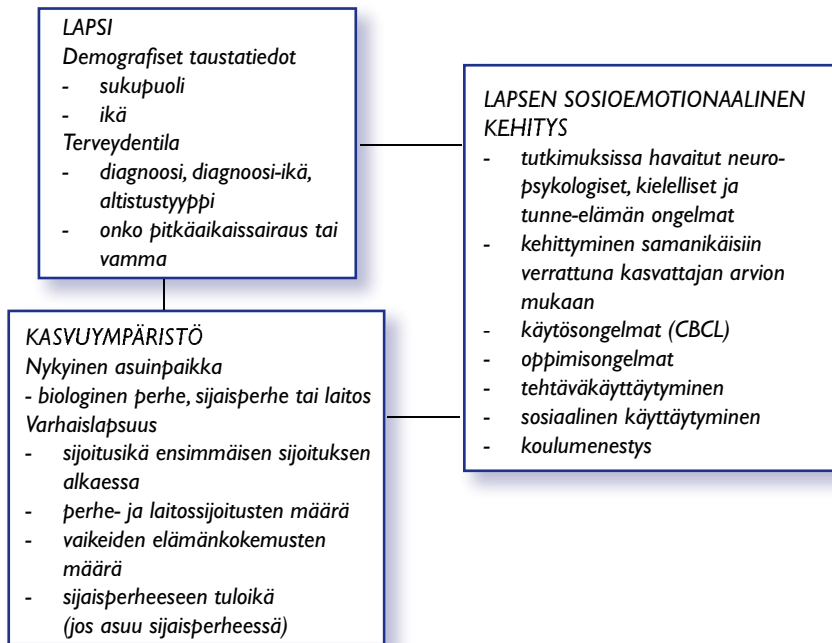 LAPSI
Demografiset taustatiedot
- sukupuoli
- ikä
Terveydentila
- diagnoosi, diagnoosi-ikä,
altistustyyppi
- onko pitkäaikaissairaus tai
vamma
LAPSEN SOSIOEMOTIONAALINEN
KEHITYS
- tutkimuksissa havaitut neuro-
psykologiset, kielelliset ja
tunne-elämän ongelmat
- kehittyminen samanikäisiin
verrattuna kasvattajan arvion
mukaan
- käytösongelmat (CBCL)
- oppimisongelmat
- tehtäväkäyttäytyminen
- sosiaalinen käyttäytyminen
- koulumenestys
KASVUYMPÄRISTÖ
Nykyinen asuinpaikka
- biologinen perhe, sijaisperhe tai laitos
Varhaislapsuus
- sijoitusikä ensimmäisen sijoituksen
alkaessa
- perhe- ja laitossijoitusten määrä
- vaikeiden elämänkokemusten
määrä
- sijaisperheeseen tuloikä
(jos asuu sijaisperheessä)